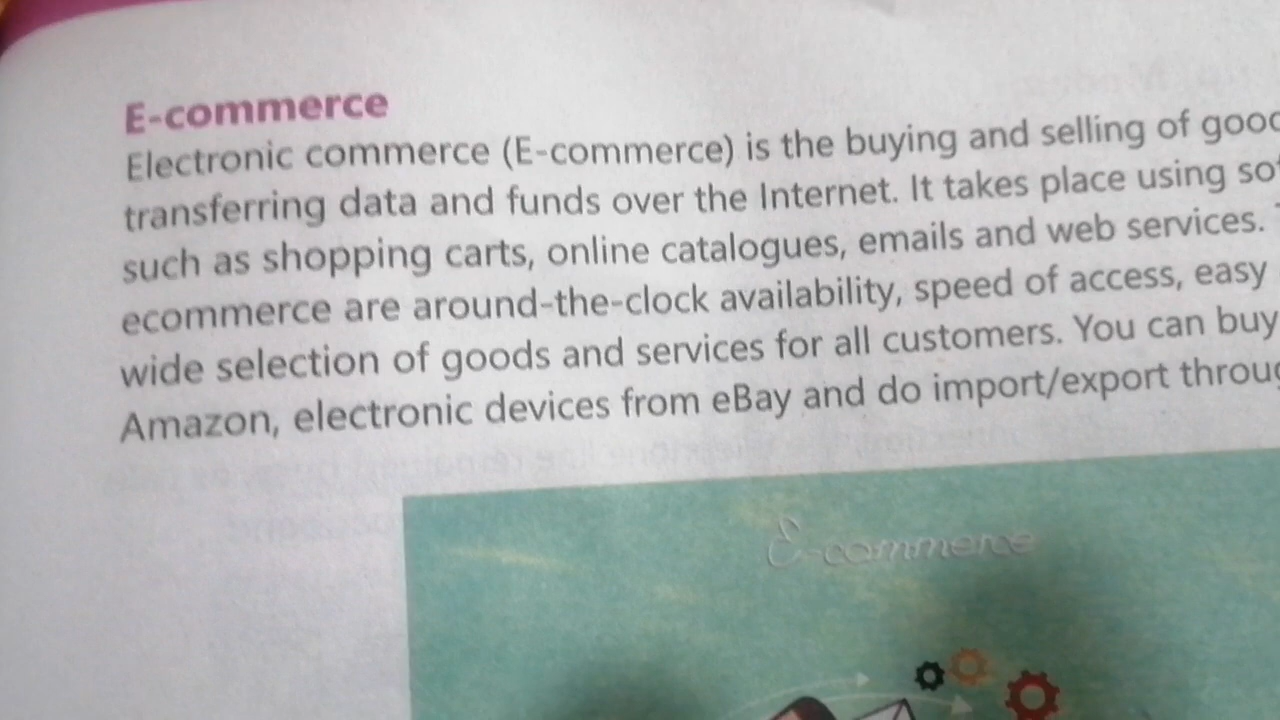 E-commerce
Electronic commerce (E-commerce) is the buying and selling of
transferring data and funds over the Internet. It takes place using
such as shopping carts, online catalogues, emails and web services.
ecommerce are around-the-clock availability, speed of access, easy
wide selection of goods and services for all customers. You can buy
Amazon, electronic devices from eBay and do import/export
E-commerce